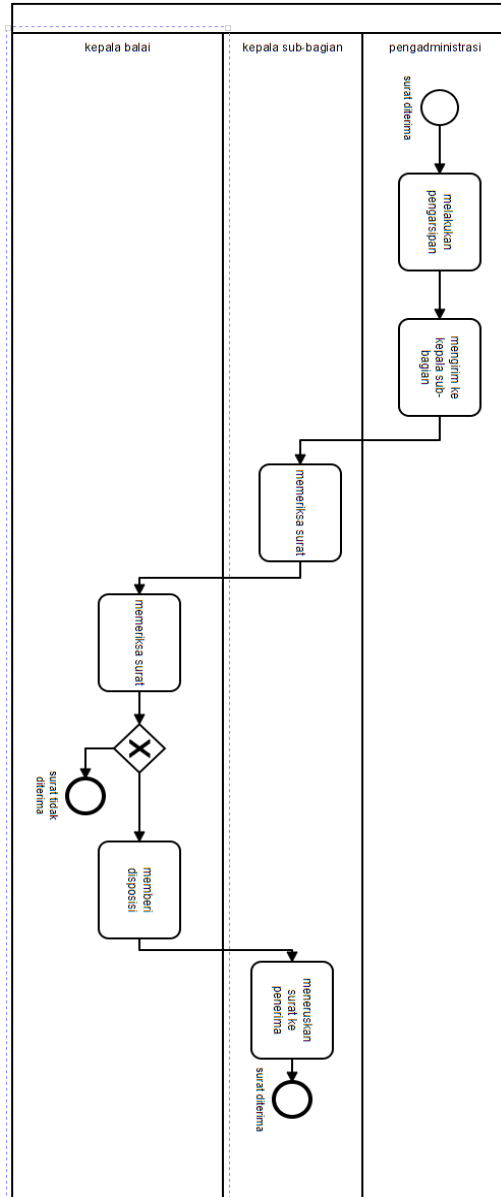 kepala balai
kepala sub-bagian
pengadministrasi
surat diterima
melakukan
pengarsipan
mengirim ke
kepala sub-
bagian
memeriksa surat
memeriksa surat
X
surat tidak
diterima
memberi
disposisi
meneruskan
surat ke
penerima
surat diterima